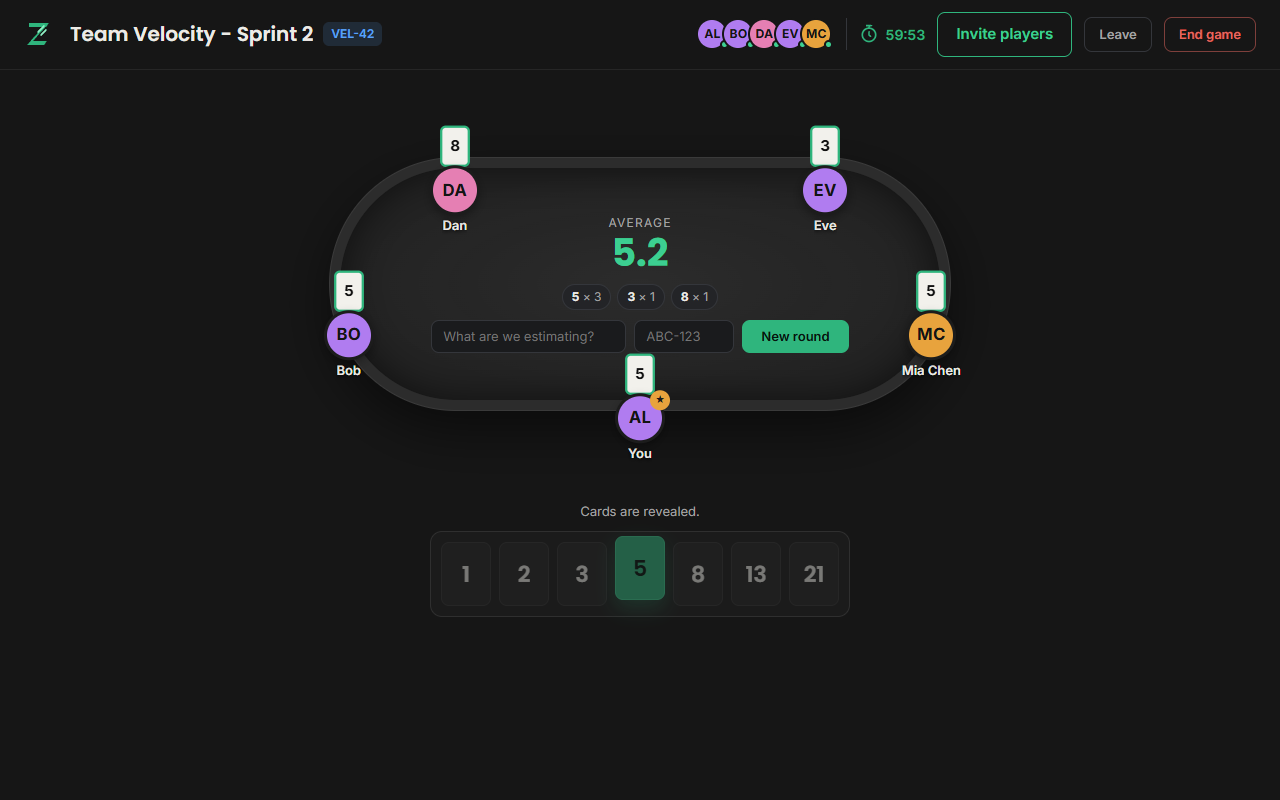 Team Velocity - Sprint 2 VEL-42
AL BO DA EV MC 59:53 Invite players Leave End game
8
DA
Dan
3
EV
Eve
AVERAGE
5.2
5 × 3 3 × 1 8 × 1
5
BO
Bob
5
MC
Mia Chen
What are we estimating? ABC-123 New round
5
AL
You
Cards are revealed.
1 2 3 5 8 13 21